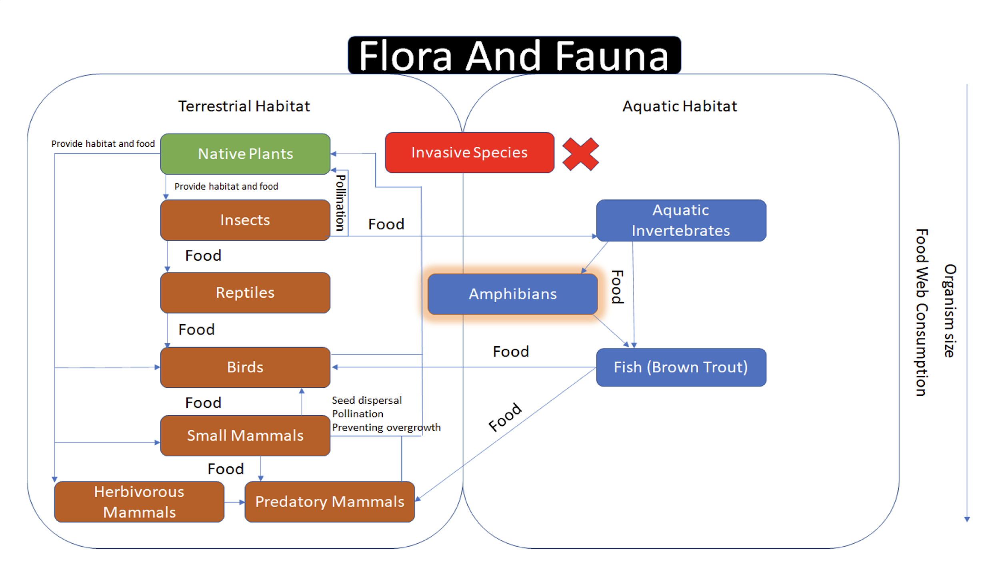 Flora And Fauna
Terrestrial Habitat
Aquatic Habitat
Provide habitat and food
Native Plants
Invasive Species
Provide habitat and food
Pollination
Insects
Food
Aquatic
Invertebrates
Food
Reptiles
Amphibians
Food
Food
Birds
Food
Fish (Brown Trout)
Food
Seed dispersal
Pollination
Preventing overgrowth
Small Mammals
Food
Food
Herbivorous
Mammals
Predatory Mammals
Food Web Consumption
Organism size